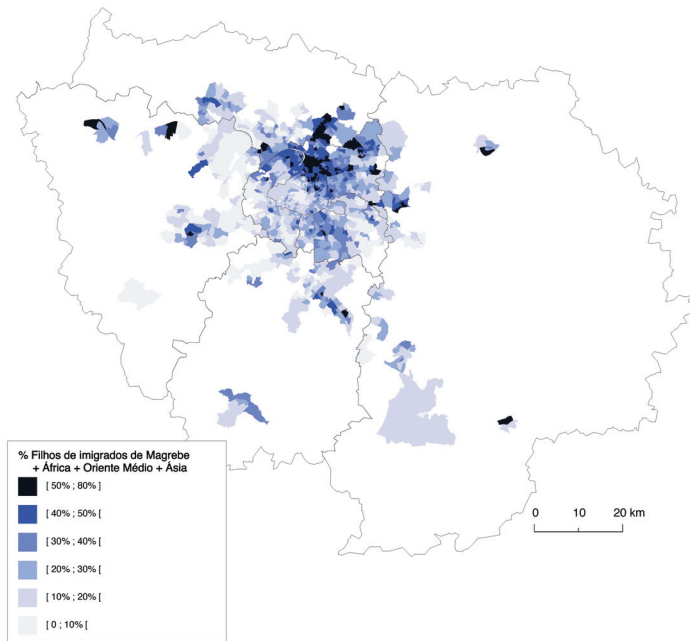 % Filhos de imigrados de Magrebe
+ África + Oriente Médio + Ásia
[ 50% ; 80% [
[ 40% ; 50% [
[ 30% ; 40% [
[ 20% ; 30% [
[ 10% ; 20% [
[ 0 ; 10% [
0 10 20 km